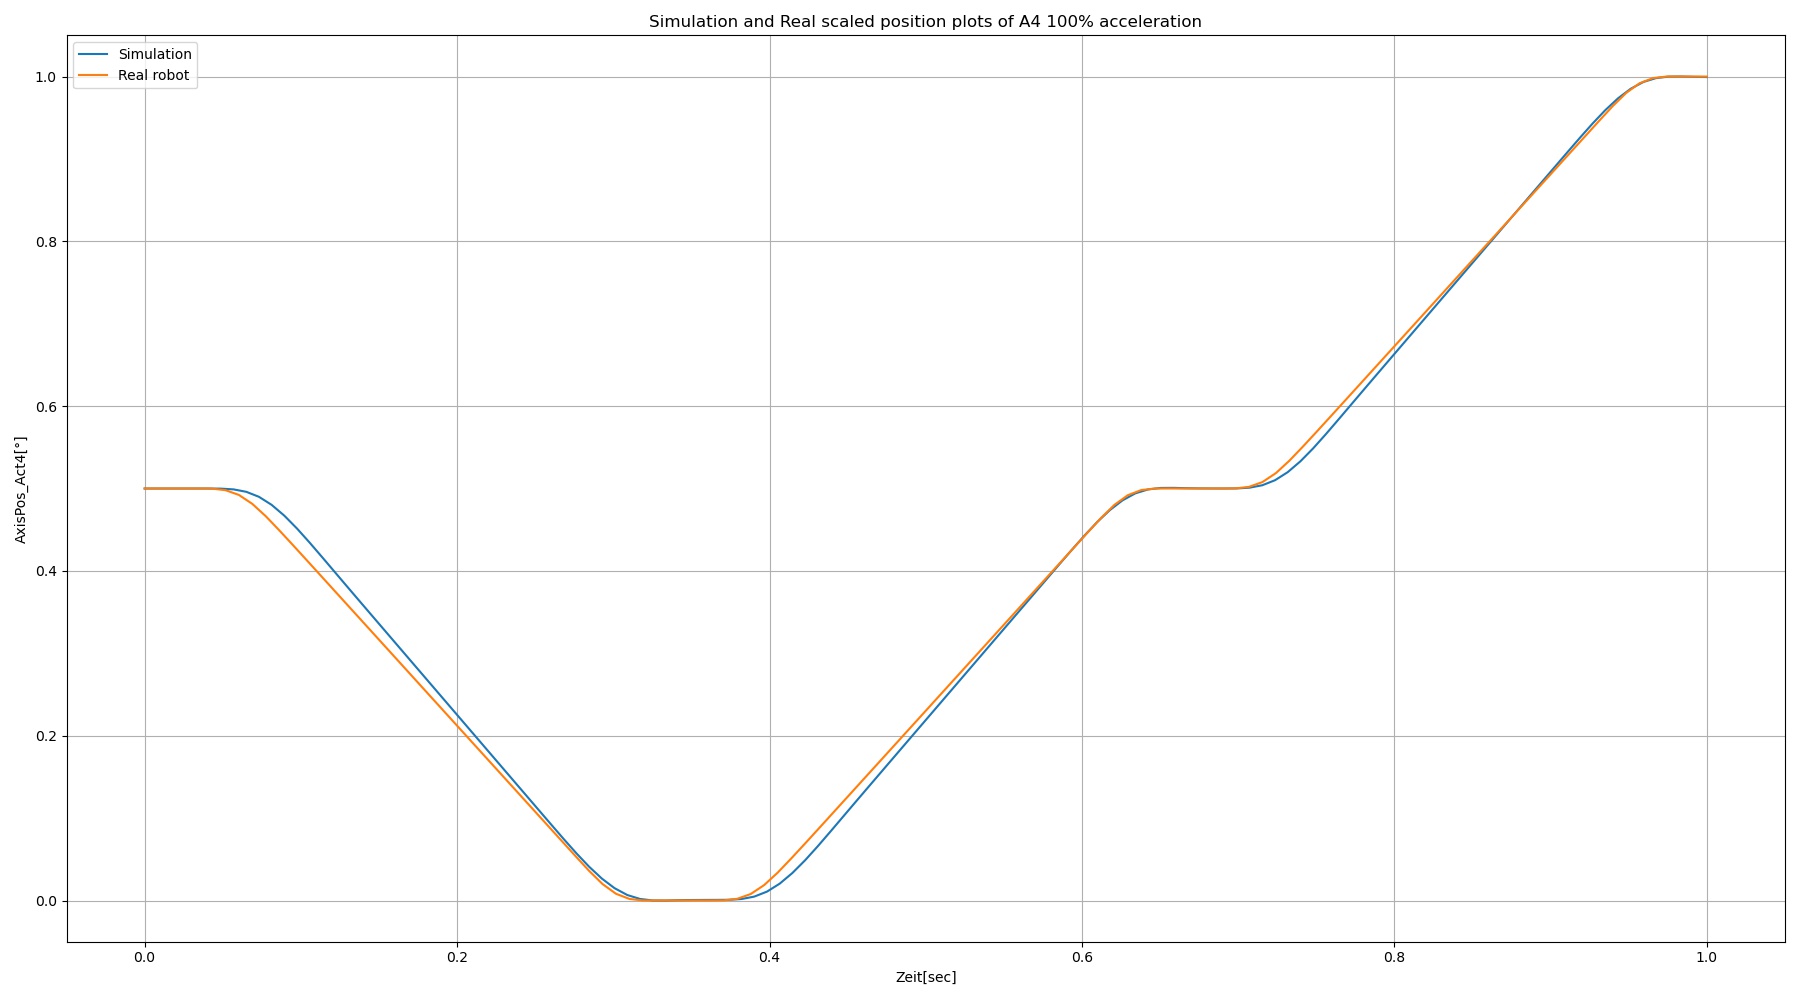 Simulation and Real scaled position plots of A4 100% acceleration
Simulation
Real robot
1.0
0.8
0.6
0.4
0.2
0.0
AxisPos_Act4[°]
0.0 0.2 0.4 0.6 0.8 1.0
Zeit[sec]